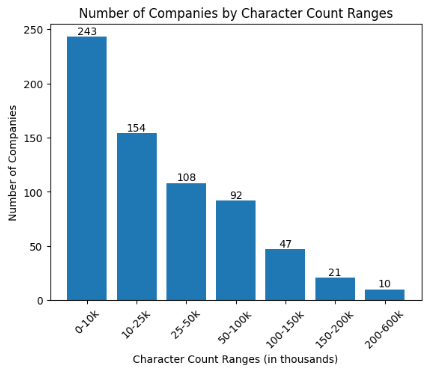 Number of Companies by Character Count Ranges
250
200
150
100
50
0
Number of Companies
243
154
108
92
47
21
10
0-10k
10-25k
25-50k
50-100k
100-150k
150-200k
200-600k
Character Count Ranges (in thousands)